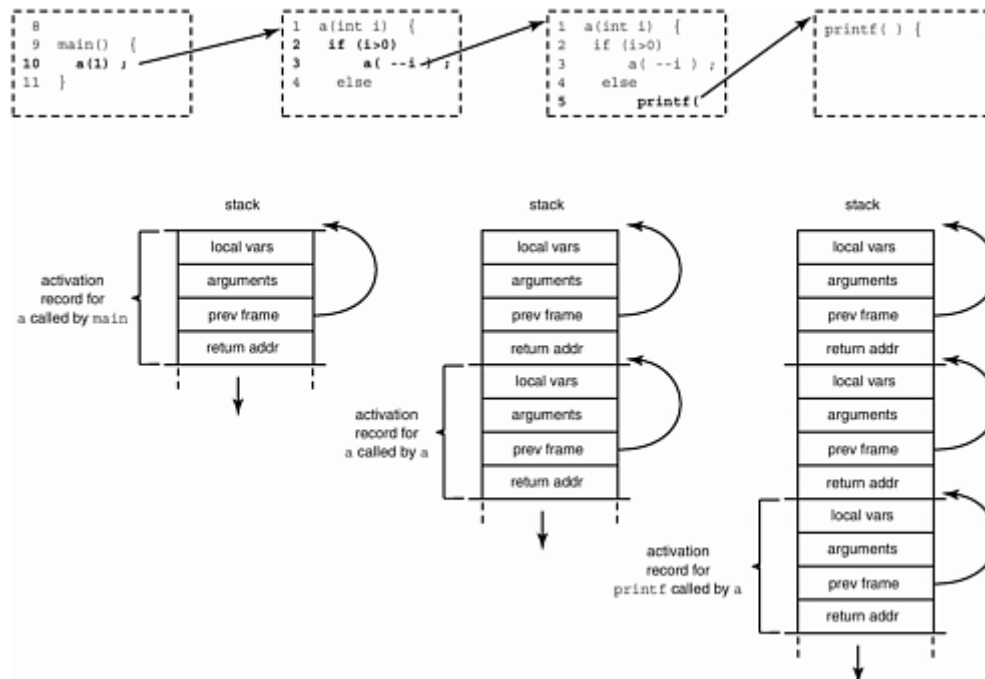 8
9 main() {
10 a(1) ;
11 }
1 a(int i) {
2 if (i>0)
3 a( --i ) ;
4 else
1 a(int i) {
2 if (i>0)
3 a( --i ) ;
4 else
5 printf(
printf( ) {
stack
local vars
arguments
prev frame
return addr
activation
record for
a called by main
stack
local vars
arguments
prev frame
return addr
local vars
arguments
prev frame
return addr
activation
record for
a called by a
stack
local vars
arguments
prev frame
return addr
local vars
arguments
prev frame
return addr
local vars
arguments
prev frame
return addr
activation
record for
printf called by a